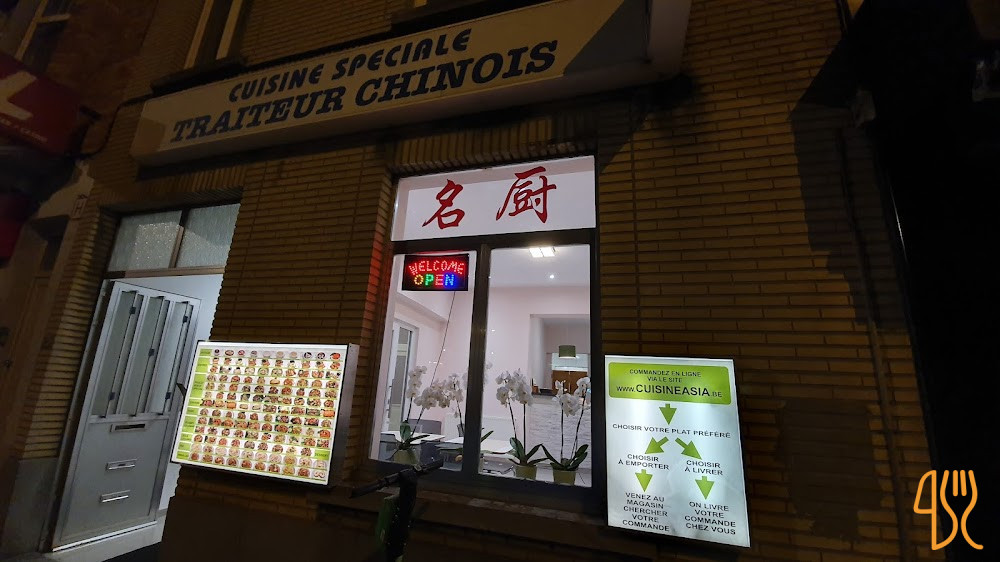 CUISINE SPECIALE
TRAITEUR CHINOIS
名厨
WELCOME
OPEN
COMMANDEZ EN LIGNE
VIA LE SITE
WWW.CUISINEASIA.BE
CHOISIR VOTRE PLAT PRÉFÉRÉ
CHOISIR
À EMPORTER
CHOISIR
À LIVRER
VENEZ AU
MAGASIN
CHERCHER
VOTRE
COMMANDE
ON LIVRE
VOTRE
COMMANDE
CHEZ VOUS